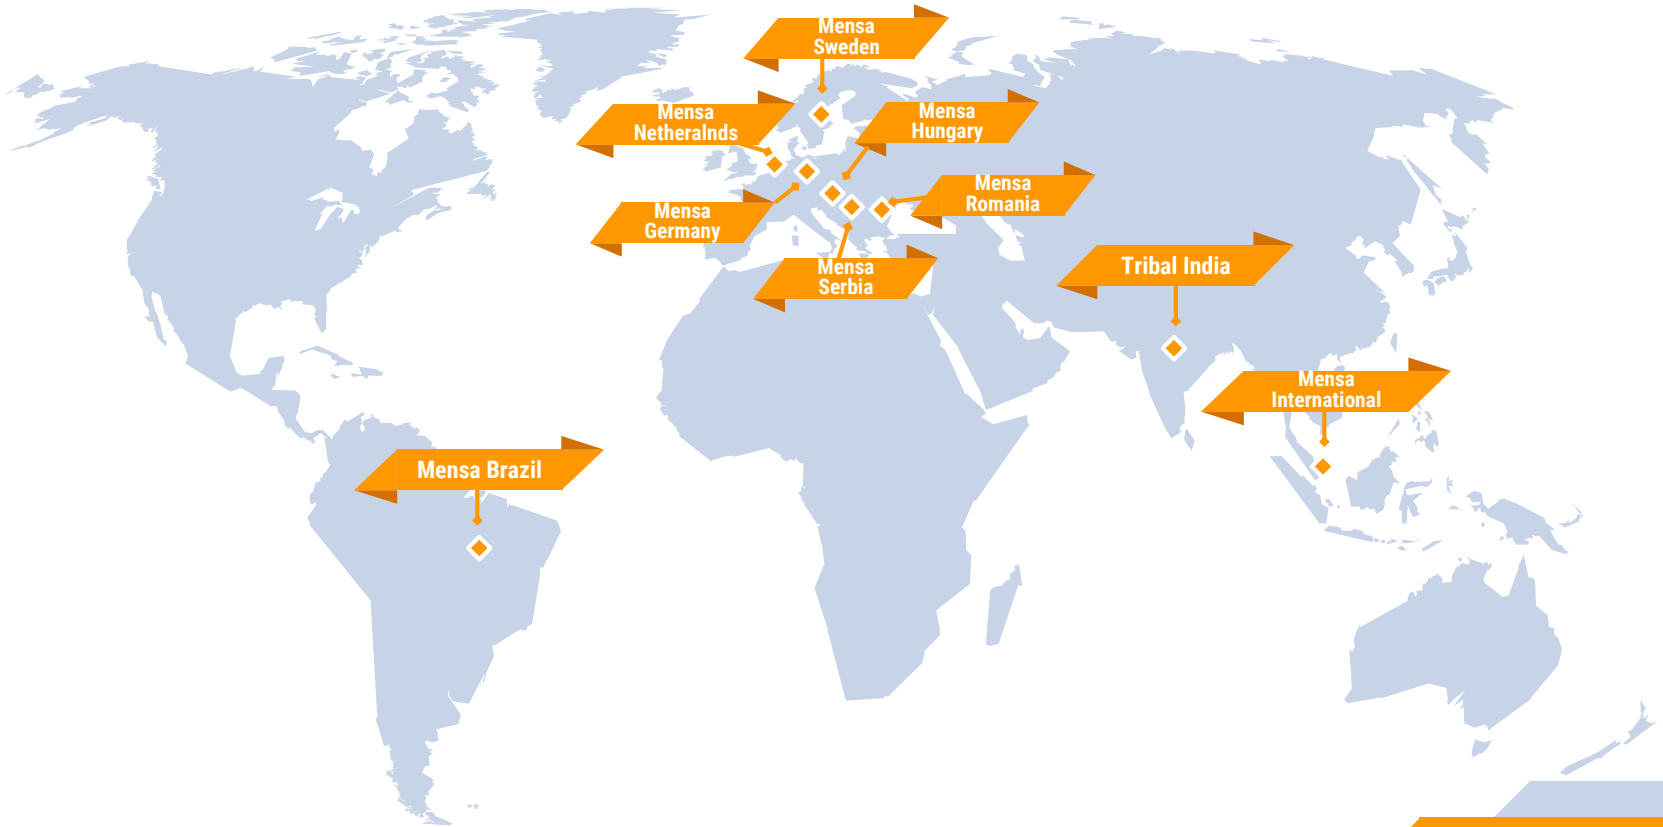 Mensa
Sweden
Mensa
Netheralnds
Mensa
Hungary
Mensa
Romania
Mensa
Germany
Mensa
Serbia
Tribal India
Mensa
International
Mensa Brazil